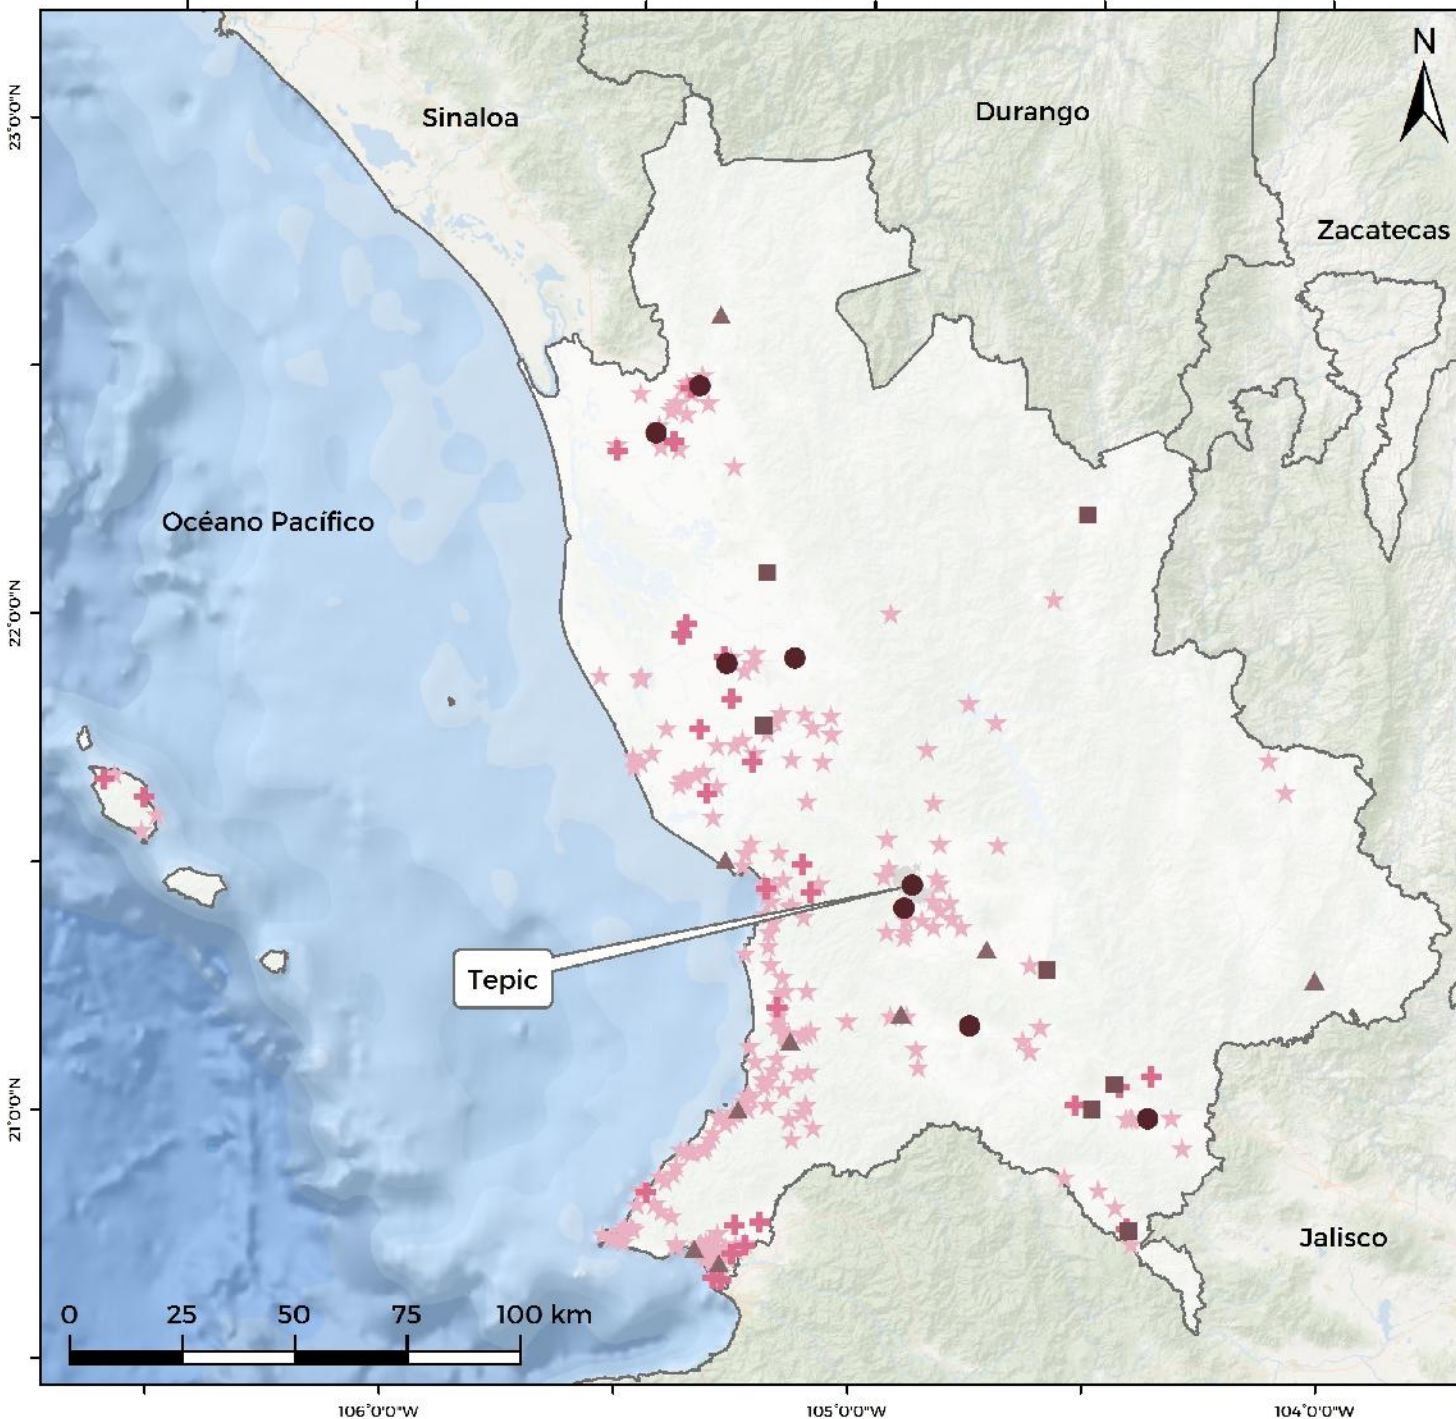 N
Sinaloa
Durango
23°0'0"N
Zacatecas
Océano Pacífico
22°0'0"N
Tepic
21°0'0"N
Jalisco
0 25 50 75 100 km
106°0'0"W 105°0'0"W 104°0'0"W